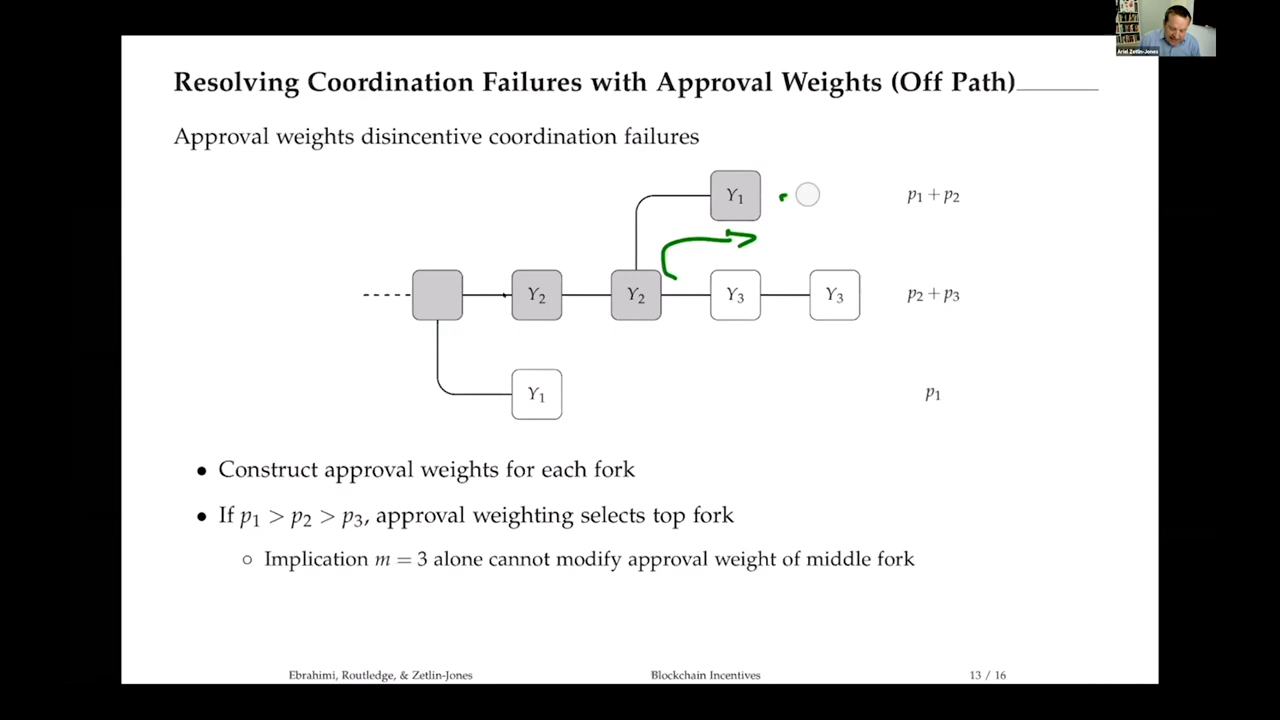 Ariel Zetlin-Jones
Resolving Coordination Failures with Approval Weights (Off Path)
Approval weights disincentive coordination failures
Y₁ p₁ + p₂
Y₂ Y₂ Y₃ Y₃ p₂ + p₃
Y₁ p₁
• Construct approval weights for each fork
• If p₁ > p₂ > p₃, approval weighting selects top fork
○ Implication m = 3 alone cannot modify approval weight of middle fork
Ebrahimi, Routledge, & Zetlin-Jones Blockchain Incentives 13 / 16